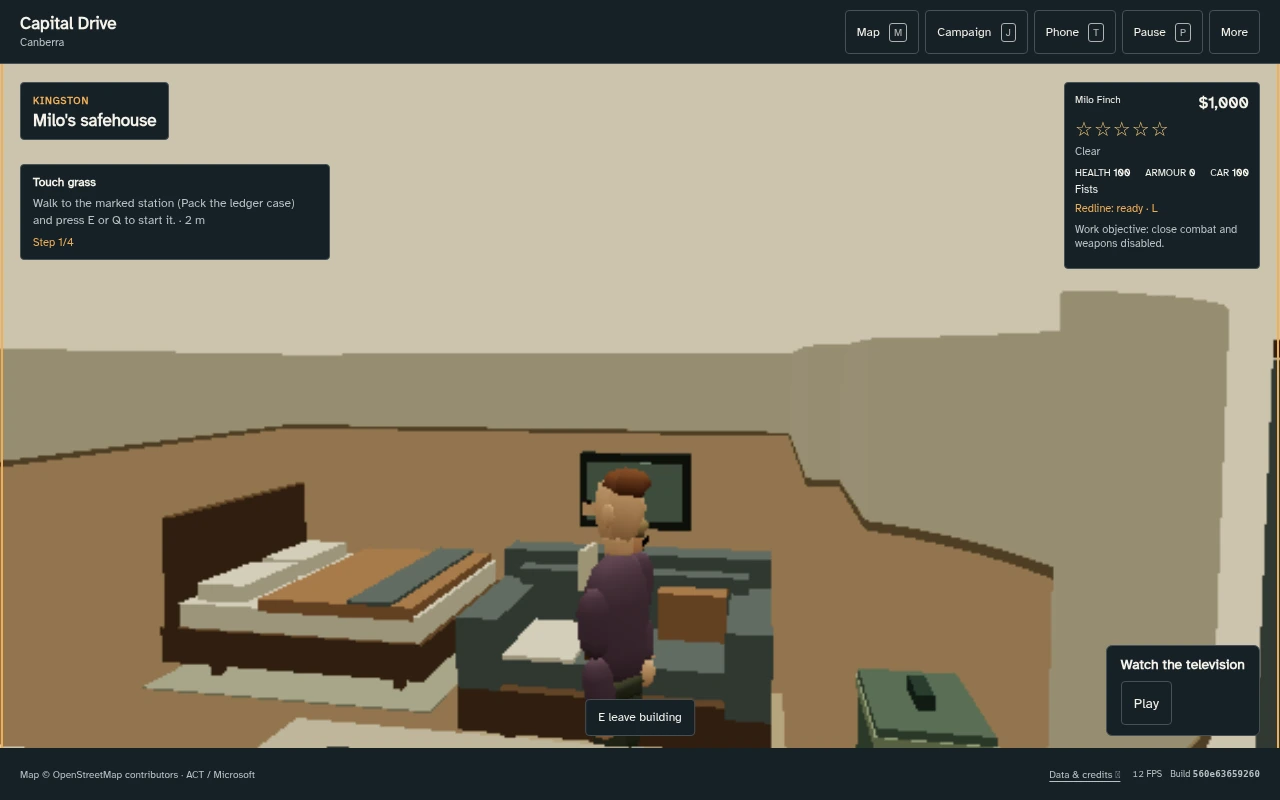 Capital Drive
Canberra
Map M
Campaign J
Phone T
Pause P
More
KINGSTON
Milo's safehouse
Touch grass
Walk to the marked station (Pack the ledger case)
and press E or Q to start it. · 2 m
Step 1/4
Milo Finch $1,000
☆☆☆☆☆
Clear
HEALTH 100 ARMOUR 0 CAR 100
Fists
Redline: ready · L
Work objective: close combat and
weapons disabled.
Watch the television
Play
E leave building
Map © OpenStreetMap contributors · ACT / Microsoft
Data & credits
12 FPS Build 560e63659260